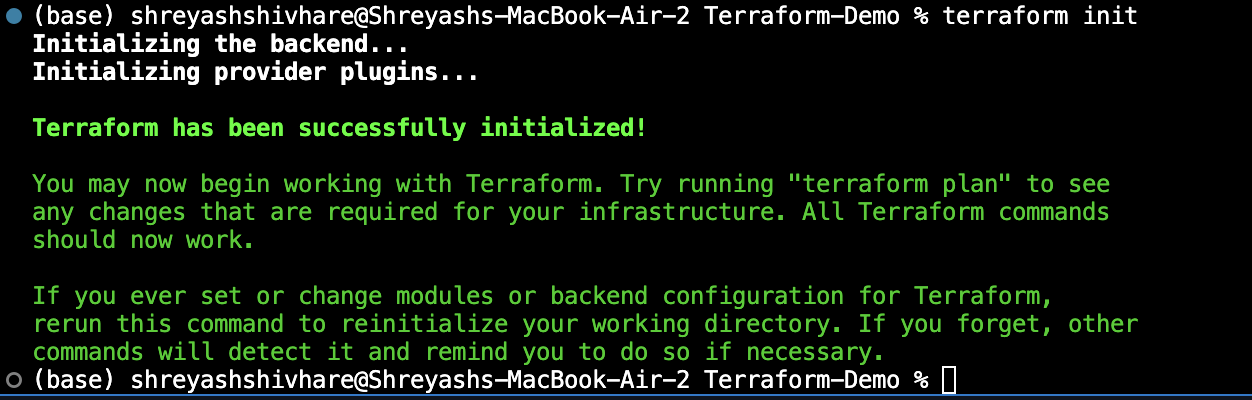 (base) shreyashshivhare@Shreyashs-MacBook-Air-2 Terraform-Demo % terraform init
Initializing the backend...
Initializing provider plugins...
Terraform has been successfully initialized!
You may now begin working with Terraform. Try running "terraform plan" to see
any changes that are required for your infrastructure. All Terraform commands
should now work.
If you ever set or change modules or backend configuration for Terraform,
rerun this command to reinitialize your working directory. If you forget, other
commands will detect it and remind you to do so if necessary.
(base) shreyashshivhare@Shreyashs-MacBook-Air-2 Terraform-Demo %